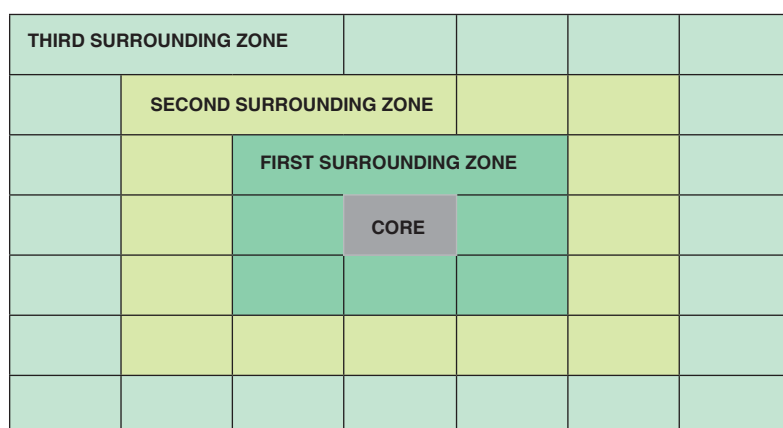 THIRD SURROUNDING ZONE
SECOND SURROUNDING ZONE
FIRST SURROUNDING ZONE
CORE